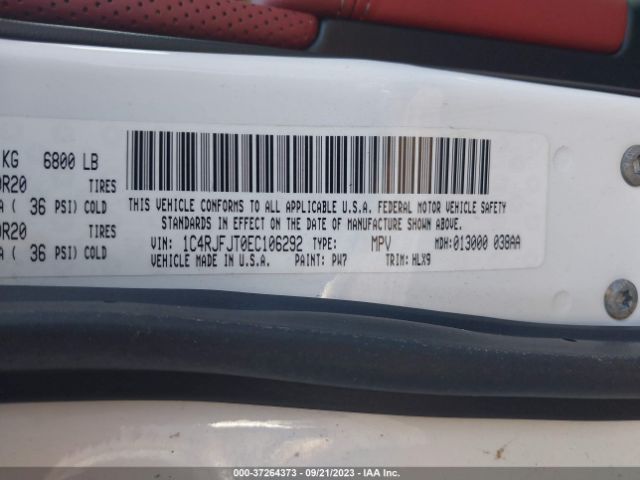 KG 6800 LB
R20 TIRES
( 36 PSI) COLD
R20 TIRES
( 36 PSI) COLD
THIS VEHICLE CONFORMS TO ALL APPLICABLE U.S.A. FEDERAL MOTOR VEHICLE SAFETY
STANDARDS IN EFFECT ON THE DATE OF MANUFACTURE SHOWN ABOVE.
VIN: 1C4RJFJT0EC106292 TYPE: MPV MDH:013000 038AA
VEHICLE MADE IN U.S.A. PAINT: PW7 TRIM: HLX9
000-37264373 - 09/21/2023 - IAA Inc.